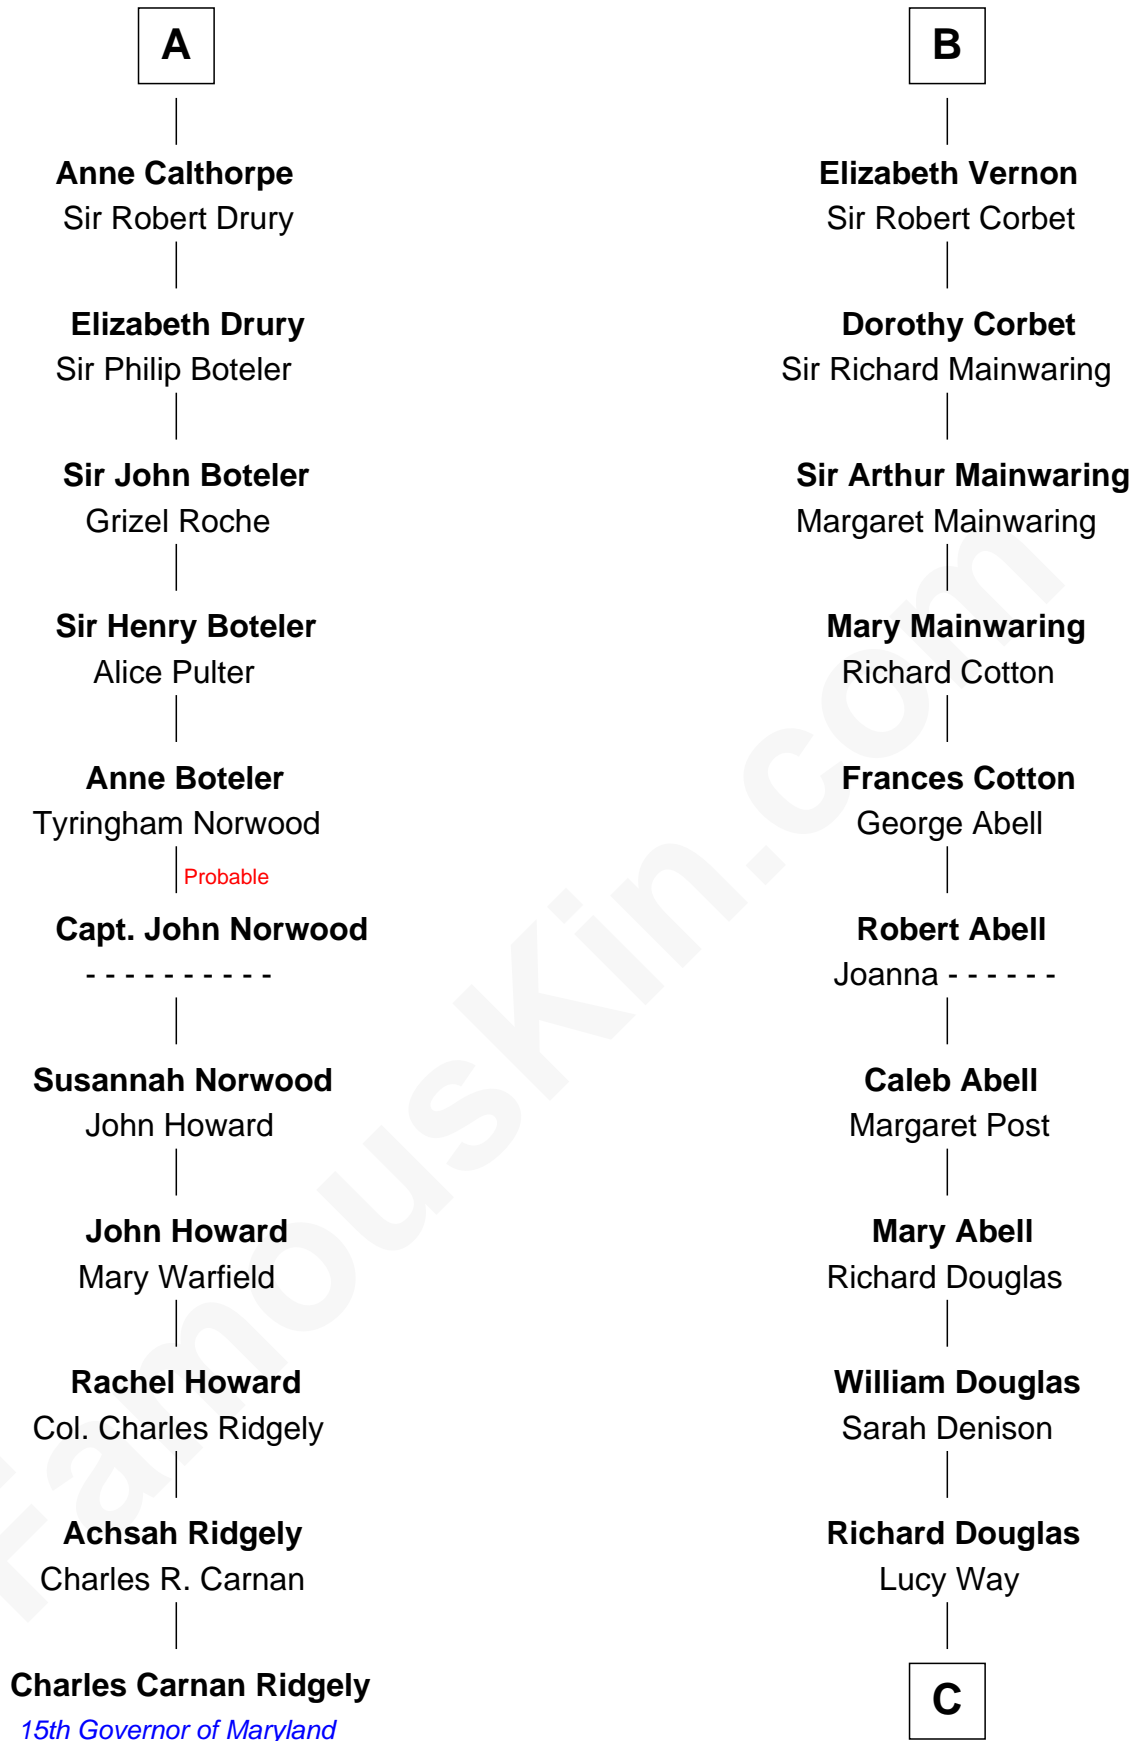 A
Anne Calthorpe
Sir Robert Drury
Elizabeth Drury
Sir Philip Boteler
Sir John Boteler
Grizel Roche
Sir Henry Boteler
Alice Pulter
Anne Boteler
Tyringham Norwood
Probable
Capt. John Norwood
- - - - - - - - - -
Susannah Norwood
John Howard
John Howard
Mary Warfield
Rachel Howard
Col. Charles Ridgely
Achsah Ridgely
Charles R. Carnan
Charles Carnan Ridgely
15th Governor of Maryland
B
Elizabeth Vernon
Sir Robert Corbet
Dorothy Corbet
Sir Richard Mainwaring
Sir Arthur Mainwaring
Margaret Mainwaring
Mary Mainwaring
Richard Cotton
Frances Cotton
George Abell
Robert Abell
Joanna - - - - - -
Caleb Abell
Margaret Post
Mary Abell
Richard Douglas
William Douglas
Sarah Denison
Richard Douglas
Lucy Way
C
FamousKin.com